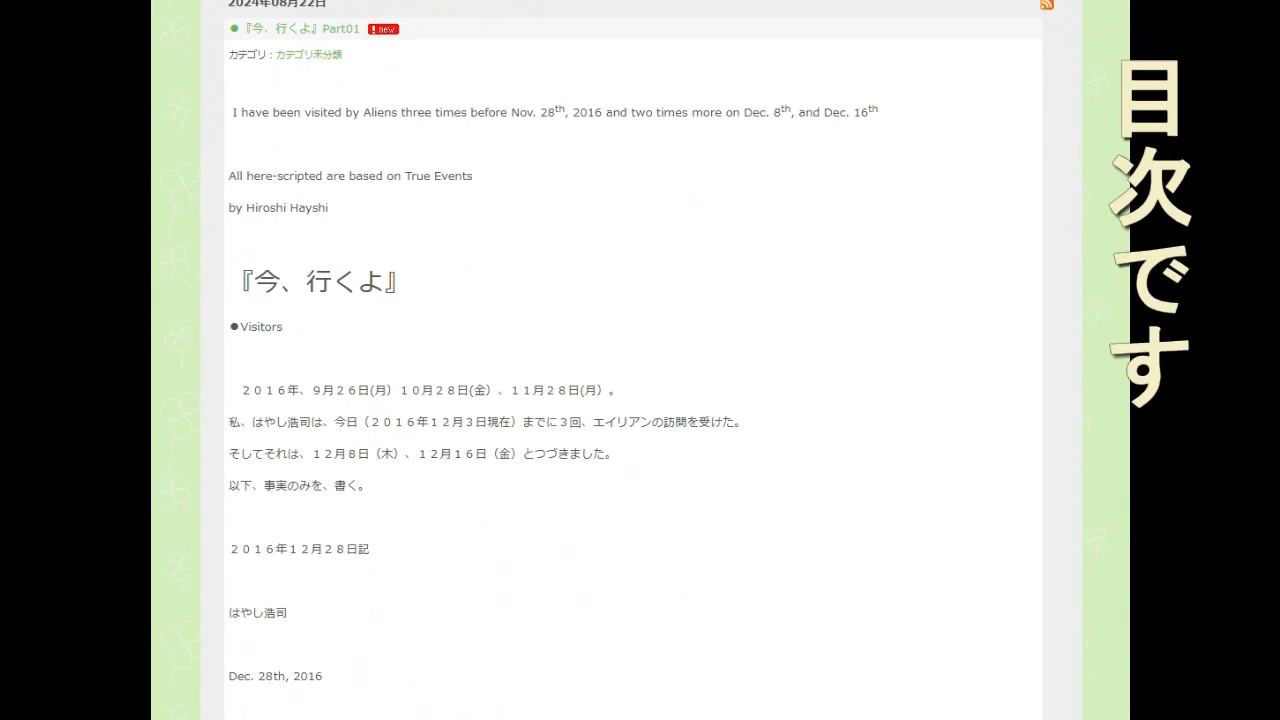 2024年08月22日
●『今、行くよ』Part01 ! new
カテゴリ：カテゴリ未分類
I have been visited by Aliens three times before Nov. 28th, 2016 and two times more on Dec. 8th, and Dec. 16th
All here-scripted are based on True Events
by Hiroshi Hayshi
『今、行くよ』
●Visitors
２０１６年、９月２６日(月）１０月２８日(金）、１１月２８日(月）。
私、はやし浩司は、今日（２０１６年１２月３日現在）までに３回、エイリアンの訪問を受けた。
そしてそれは、１２月８日（木）、１２月１６日（金）とつづきました。
以下、事実のみを、書く。
２０１６年１２月２８日記
はやし浩司
Dec. 28th, 2016
目次です